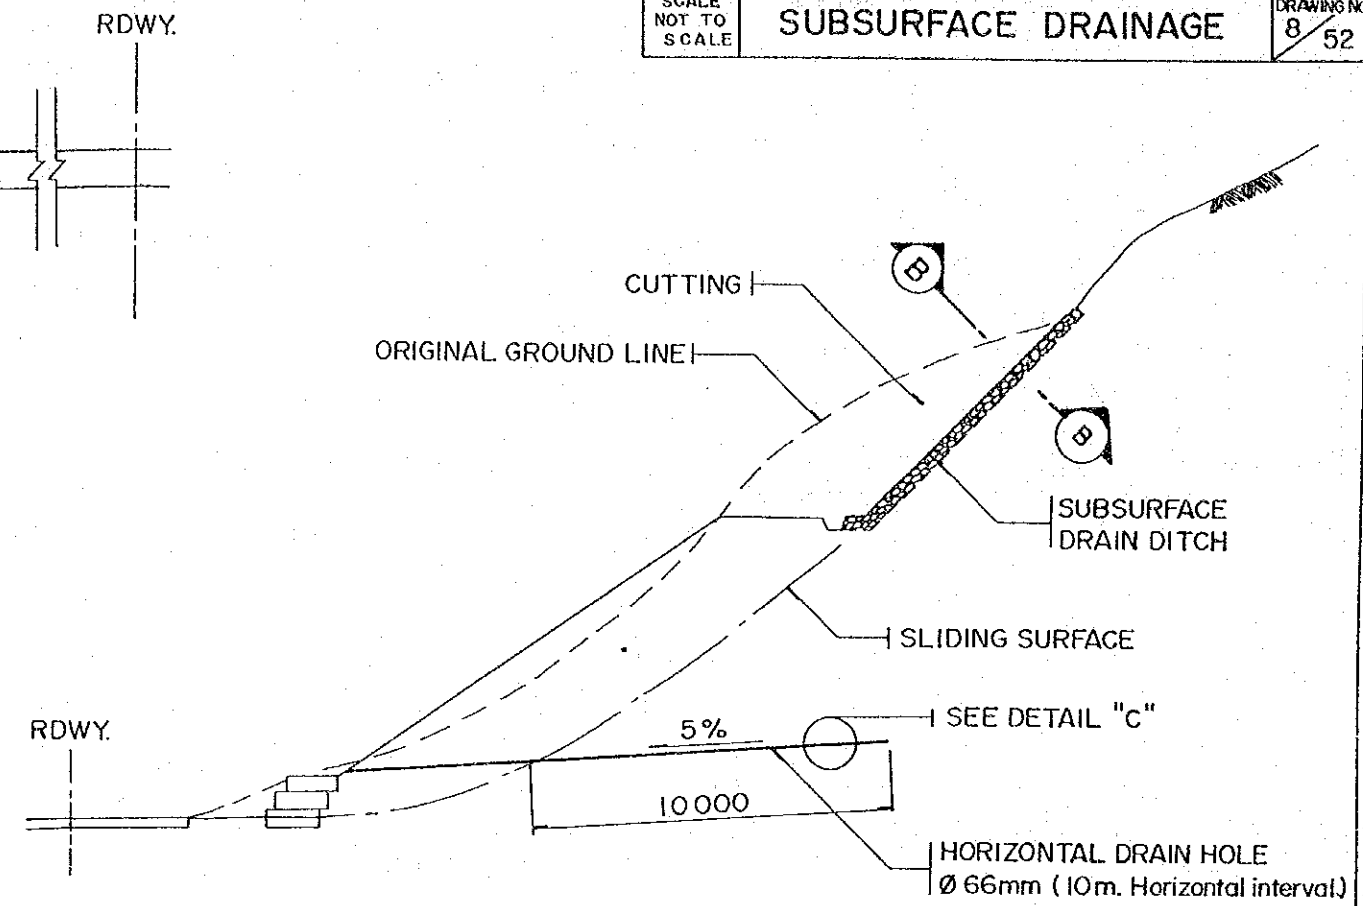 RDWY.
SCALE
NOT TO
SCALE
SUBSURFACE DRAINAGE
DRAWING NO
8/52
CUTTING
B
ORIGINAL GROUND LINE
B
SUBSURFACE
DRAIN DITCH
SLIDING SURFACE
SEE DETAIL "C"
RDWY.
5%
10000
HORIZONTAL DRAIN HOLE
Ø 66mm (10m. Horizontal interval)